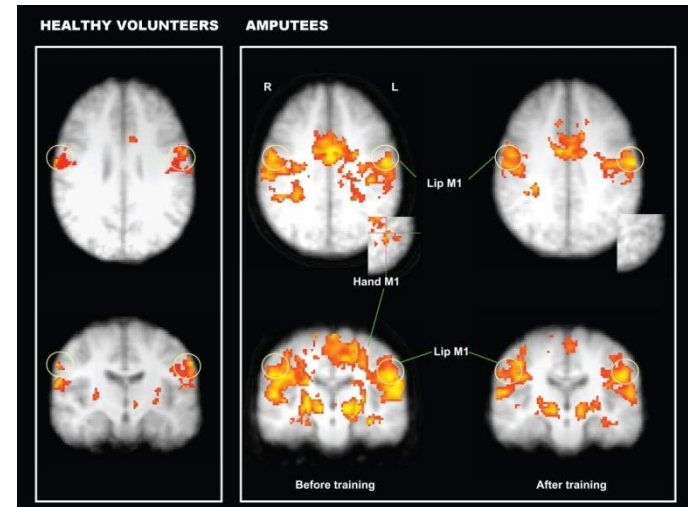 HEALTHY VOLUNTEERS
AMPUTEES
R
L
Lip M1
Hand M1
Lip M1
Before training
After training